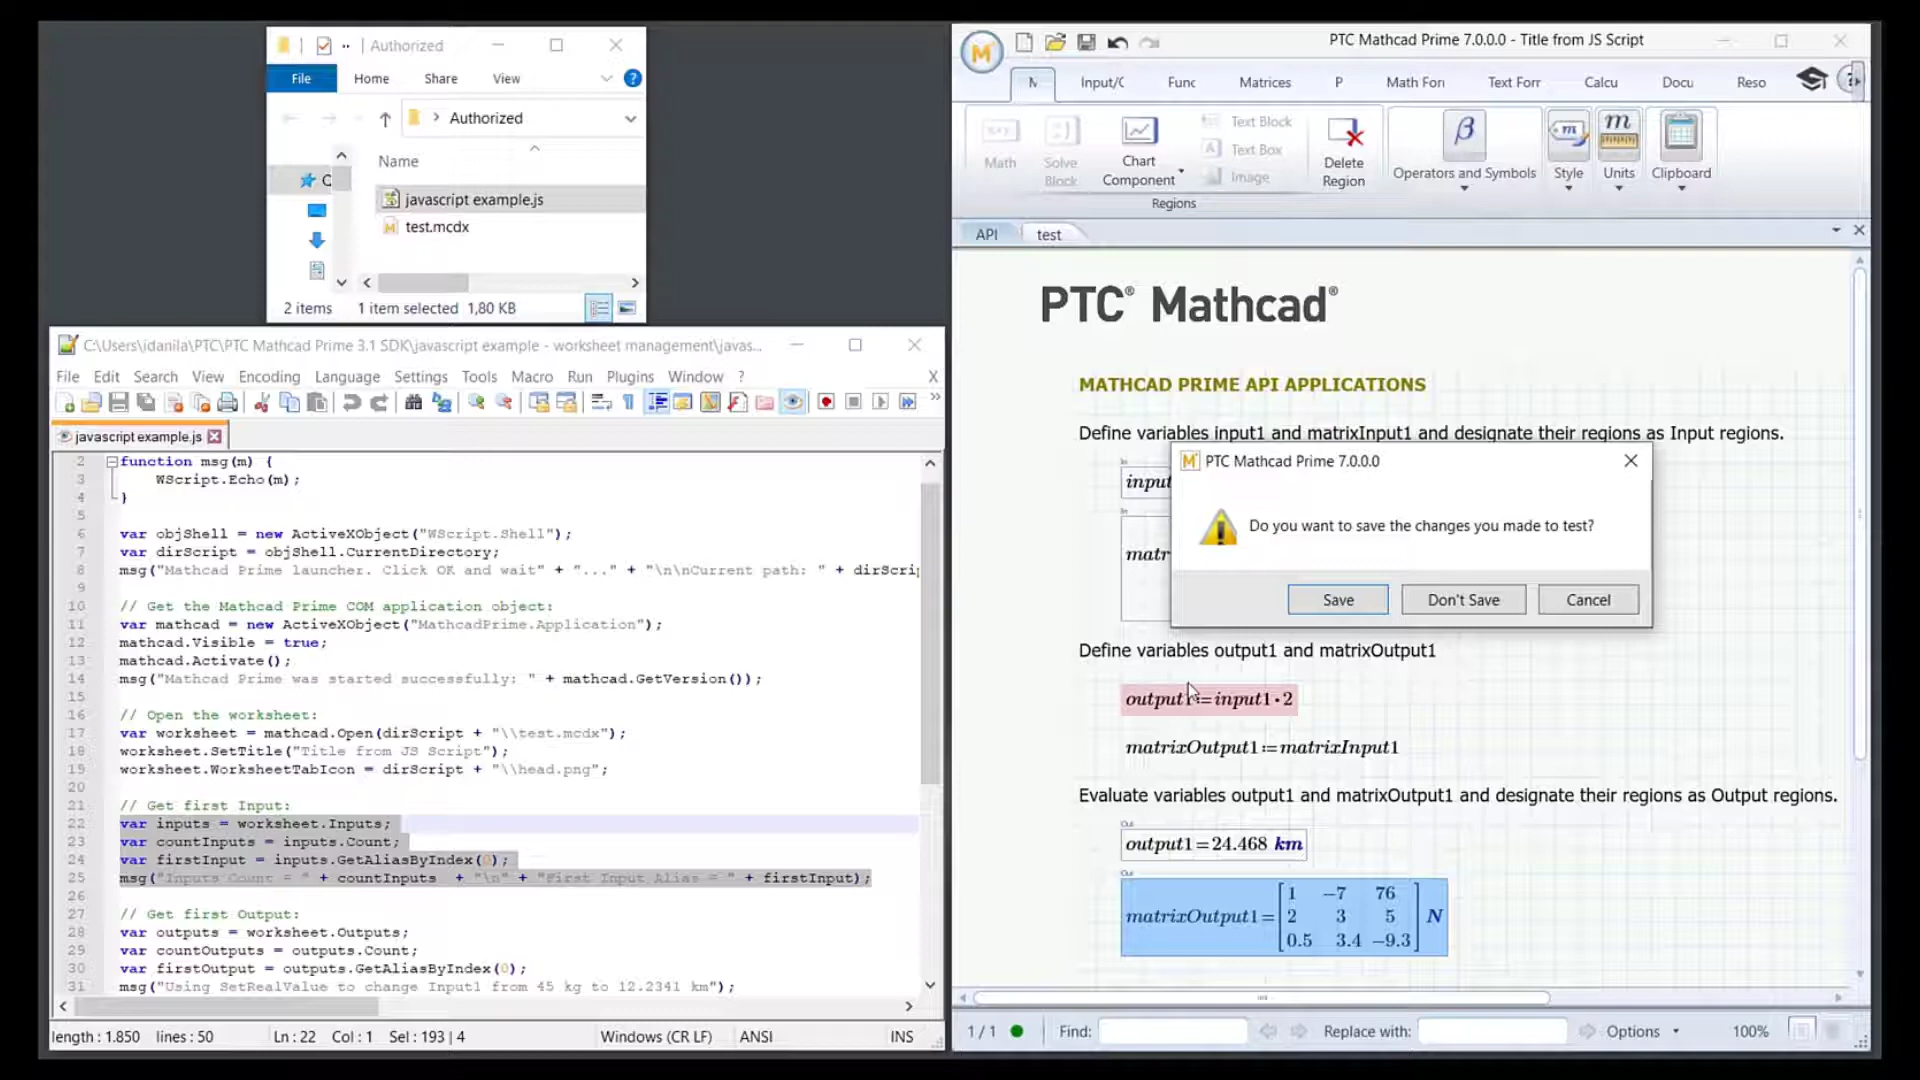 Authorized
File Home Share View
Authorized
Name
javascript example.js
test.mcdx
2 items 1 item selected 1,80 KB
C:\Users\idanila\PTC\PTC Mathcad Prime 3.1 SDK\javascript example - worksheet management\javas...
File Edit Search View Encoding Language Settings Tools Macro Run Plugins Window ? X
javascript example.js
2 function msg(m) {
3 WScript.Echo(m);
4 }
5
6 var objShell = new ActiveXObject("WScript.Shell");
7 var dirScript = objShell.CurrentDirectory;
8 msg("Mathcad Prime launcher. Click OK and wait" + "..." + "\n\nCurrent path: " + dirScrip
9
10 // Get the Mathcad Prime COM application object:
11 var mathcad = new ActiveXObject("MathcadPrime.Application");
12 mathcad.Visible = true;
13 mathcad.Activate();
14 msg("Mathcad Prime was started successfully: " + mathcad.GetVersion());
15
16 // Open the worksheet:
17 var worksheet = mathcad.Open(dirScript + "\\test.mcdx");
18 worksheet.SetTitle("Title from JS Script");
19 worksheet.WorksheetTabIcon = dirScript + "\\head.png";
20
21 // Get first Input:
22 var inputs = worksheet.Inputs;
23 var countInputs = inputs.Count;
24 var firstInput = inputs.GetAliasByIndex(0);
25 msg("Inputs Count = " + countInputs + "\n" + "First Input Alias = " + firstInput);
26
27 // Get first Output:
28 var outputs = worksheet.Outputs;
29 var countOutputs = outputs.Count;
30 var firstOutput = outputs.GetAliasByIndex(0);
31 msg("Using SetRealValue to change Input1 from 45 kg to 12.2341 km");
length : 1.850 lines : 50 Ln : 22 Col : 1 Sel : 193 | 4 Windows (CR LF) ANSI INS
PTC Mathcad Prime 7.0.0.0 - Title from JS Script
M Input/C Func Matrices P Math Forr Text Forr Calcu Docu Reso
Math
Solve Block
Chart Component
Text Block
Text Box
Image
Delete Region
Operators and Symbols
Style
Units
Clipboard
Regions
API test
PTC® Mathcad®
MATHCAD PRIME API APPLICATIONS
Define variables input1 and matrixInput1 and designate their regions as Input regions.
In
input
In
matr
PTC Mathcad Prime 7.0.0.0
Do you want to save the changes you made to test?
Save Don't Save Cancel
Define variables output1 and matrixOutput1
output1:=input1·2
matrixOutput1:=matrixInput1
Evaluate variables output1 and matrixOutput1 and designate their regions as Output regions.
Out
output1=24.468 km
Out
1 −7 76
matrixOutput1= 2 3 5 N
0.5 3.4 −9.3
1 / 1 Find: Replace with: Options 100%